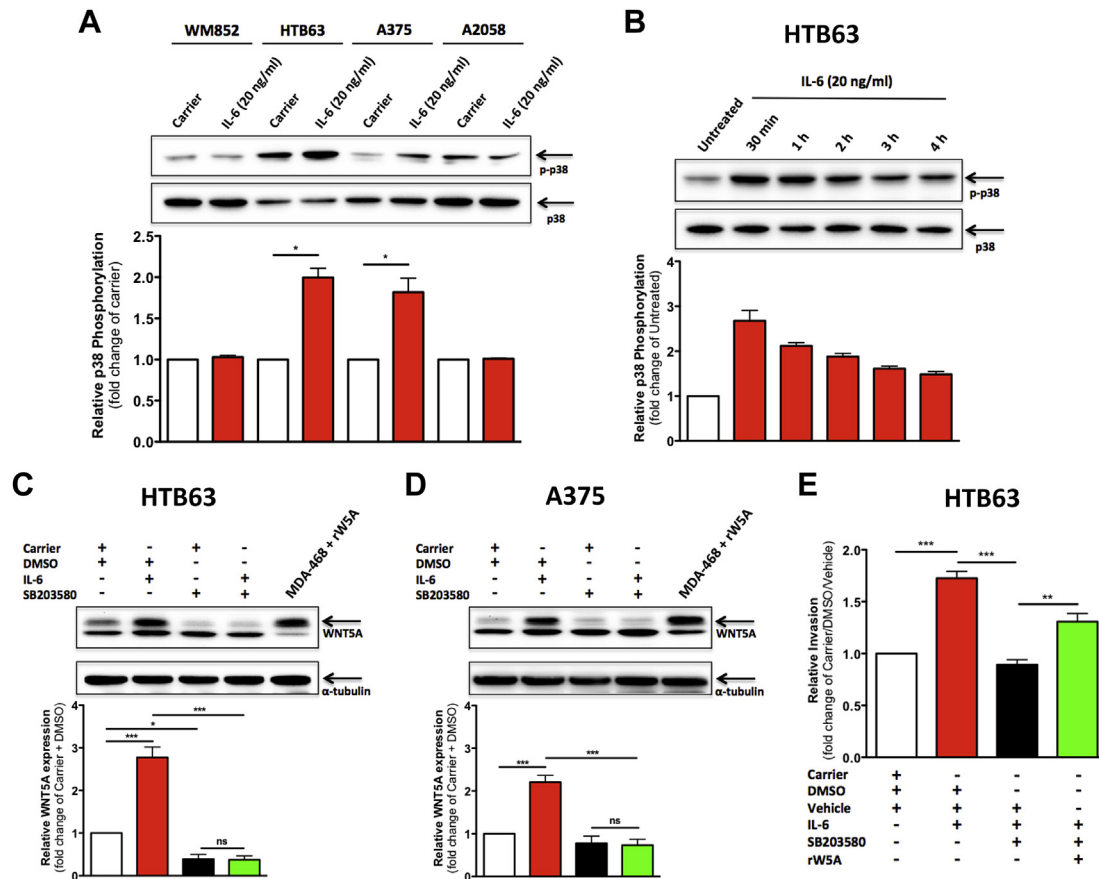 A
WM852 HTB63 A375 A2058
Carrier IL-6 (20 ng/ml) Carrier IL-6 (20 ng/ml) Carrier IL-6 (20 ng/ml) Carrier IL-6 (20 ng/ml)
p-p38
p38
Relative p38 Phosphorylation
(fold change of carrier)
2.5
2.0
1.5
1.0
0.5
0.0
* *
B
HTB63
IL-6 (20 ng/ml)
Untreated 30 min 1 h 2 h 3 h 4 h
p-p38
p38
Relative p38 Phosphorylation
(fold change of Untreated)
4
3
2
1
0
C
HTB63
Carrier + - + -
DMSO + + - -
IL-6 - + - +
SB203580 - - + +
MDA-468 + rW5A
WNT5A
α-tubulin
Relative WNT5A expression
(fold change of Carrier + DMSO)
4
3
2
1
0
***
*
***
ns
D
A375
Carrier + - + -
DMSO + + - -
IL-6 - + - +
SB203580 - - + +
MDA-468 + rW5A
WNT5A
α-tubulin
Relative WNT5A expression
(fold change of Carrier + DMSO)
4
3
2
1
0
***
***
ns
E
HTB63
Relative Invasion
(fold change of Carrier/DMSO/Vehicle)
2.0
1.5
1.0
0.5
0.0
*** ***
**
Carrier + - - -
DMSO + + - -
Vehicle + + + -
IL-6 - + + +
SB203580 - - + +
rW5A - - - +